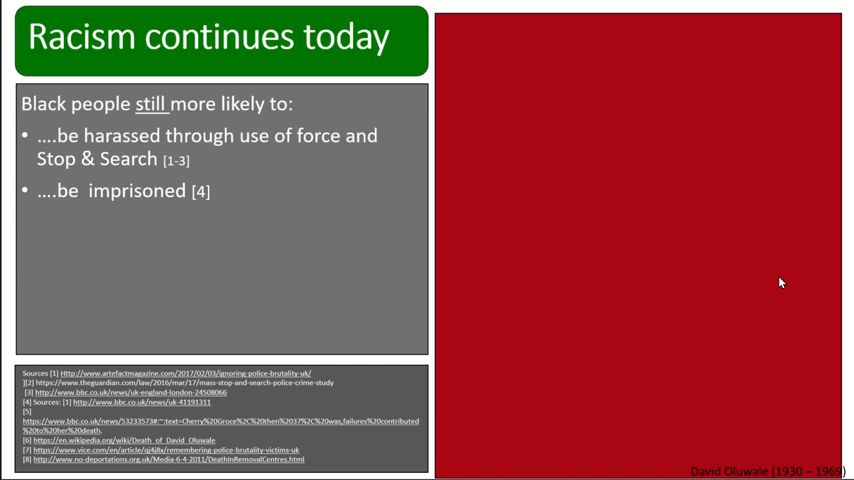 Racism continues today
Black people still more likely to:
• ....be harassed through use of force and
Stop & Search [1-3]
• ....be  imprisoned [4]
Sources [1] Http://www.artefactmagazine.com/2017/02/03/ignoring-police-brutality-uk/
][2] https://www.theguardian.com/law/2016/mar/17/mass-stop-and-search-police-crime-study
[3] http://www.bbc.co.uk/news/uk-england-london-24508066
[4] Sources: [1] http://www.bbc.co.uk/news/uk-41191311
[5]
https://www.bbc.co.uk/news/53233573#:~:text=Cherry%20Groce%2C%20then%2037%2C%20was,failures%20contributed
%20to%20her%20death.
[6] https://en.wikipedia.org/wiki/Death_of_David_Oluwale
[7] https://www.vice.com/en/article/qj4j8x/remembering-police-brutality-victims-uk
[8] http://www.no-deportations.org.uk/Media-6-4-2011/DeathInRemovalCentres.html
David Oluwale (1930 – 1969)